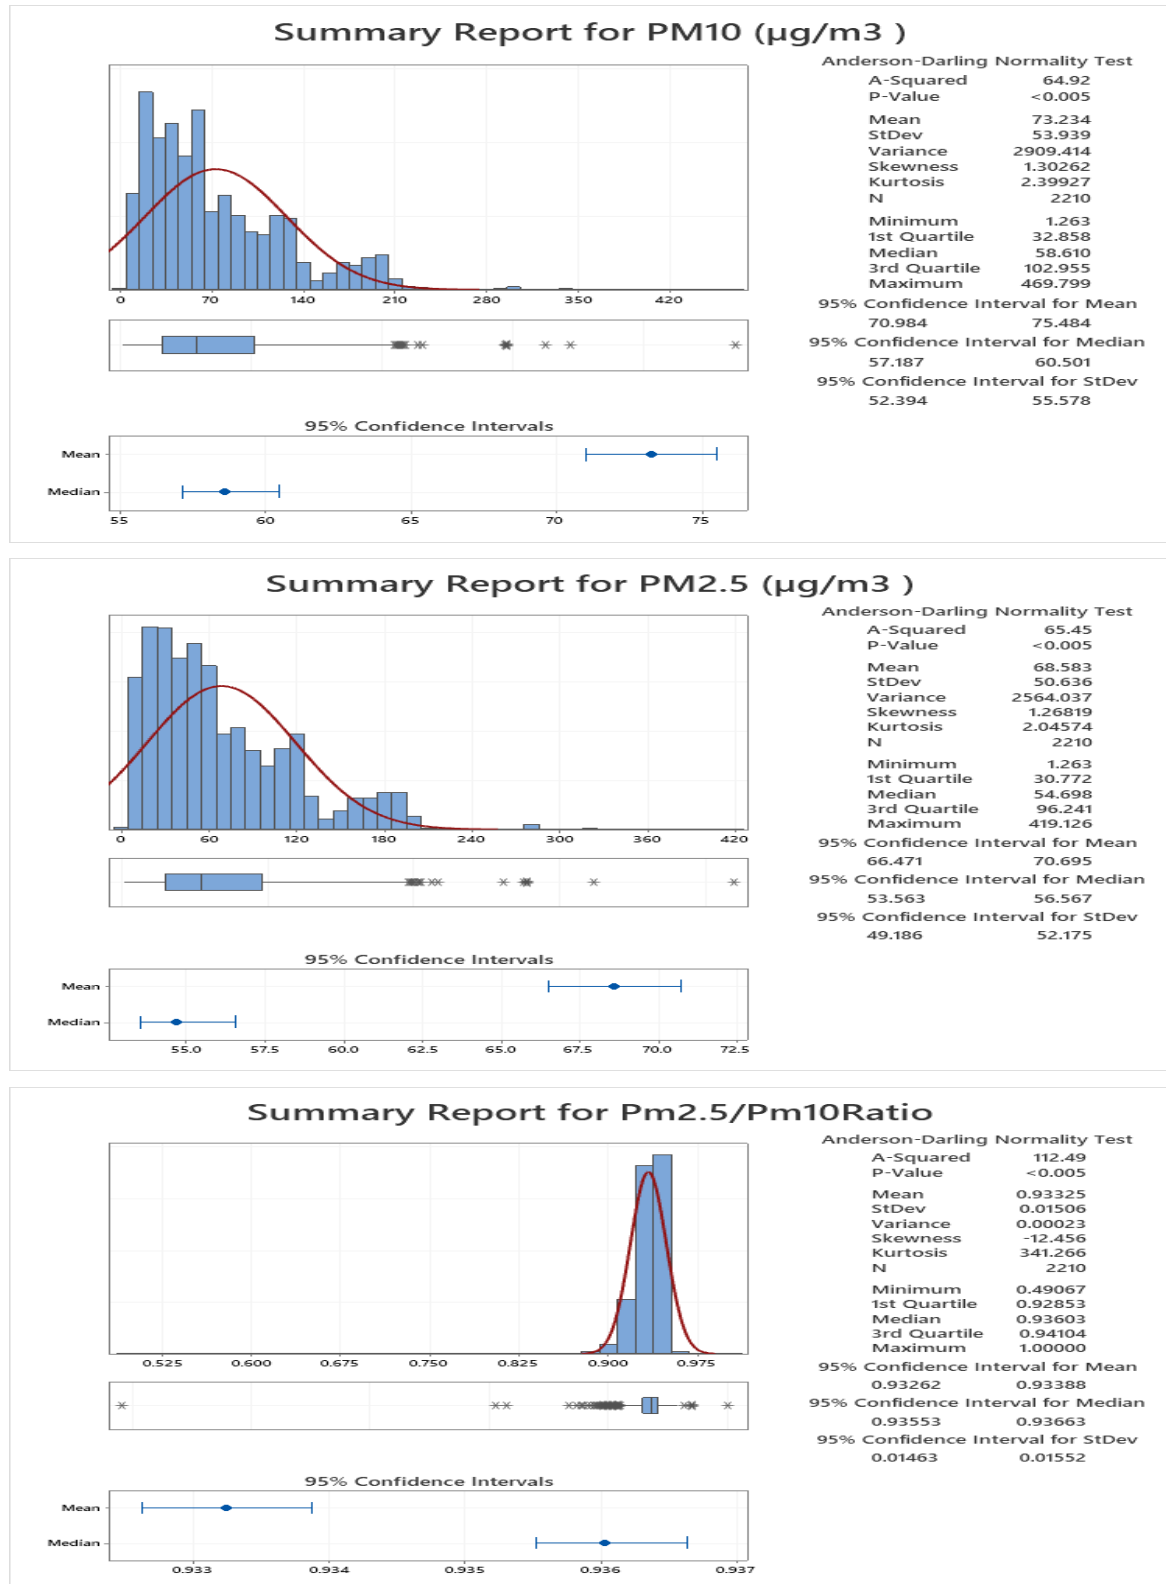 Summary Report for PM10 (µg/m3 )
Anderson-Darling Normality Test
A-Squared 64.92
P-Value <0.005
Mean 73.234
StDev 53.939
Variance 2909.414
Skewness 1.30262
Kurtosis 2.39927
N 2210
Minimum 1.263
1st Quartile 32.858
Median 58.610
3rd Quartile 102.955
Maximum 469.799
95% Confidence Interval for Mean
70.984 75.484
95% Confidence Interval for Median
57.187 60.501
95% Confidence Interval for StDev
52.394 55.578
0 70 140 210 280 350 420
95% Confidence Intervals
Mean
Median
55 60 65 70 75
Summary Report for PM2.5 (µg/m3 )
Anderson-Darling Normality Test
A-Squared 65.45
P-Value <0.005
Mean 68.583
StDev 50.636
Variance 2564.037
Skewness 1.26819
Kurtosis 2.04574
N 2210
Minimum 1.263
1st Quartile 30.772
Median 54.698
3rd Quartile 96.241
Maximum 419.126
95% Confidence Interval for Mean
66.471 70.695
95% Confidence Interval for Median
53.563 56.567
95% Confidence Interval for StDev
49.186 52.175
0 60 120 180 240 300 360 420
95% Confidence Intervals
Mean
Median
55.0 57.5 60.0 62.5 65.0 67.5 70.0 72.5
Summary Report for Pm2.5/Pm10Ratio
Anderson-Darling Normality Test
A-Squared 112.49
P-Value <0.005
Mean 0.93325
StDev 0.01506
Variance 0.00023
Skewness -12.456
Kurtosis 341.266
N 2210
Minimum 0.49067
1st Quartile 0.92853
Median 0.93603
3rd Quartile 0.94104
Maximum 1.00000
95% Confidence Interval for Mean
0.93262 0.93388
95% Confidence Interval for Median
0.93553 0.93663
95% Confidence Interval for StDev
0.01463 0.01552
0.525 0.600 0.675 0.750 0.825 0.900 0.975
95% Confidence Intervals
Mean
Median
0.933 0.934 0.935 0.936 0.937